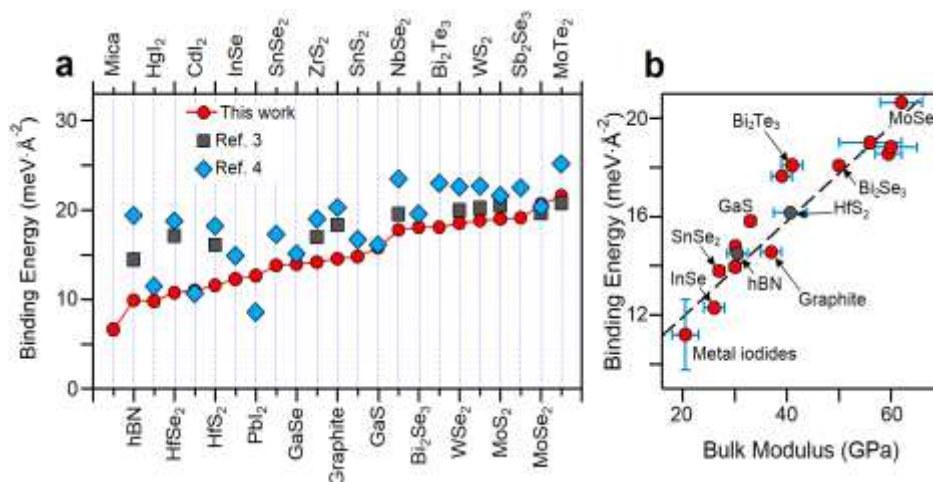 a
Mica
HgI₂
CdI₂
InSe
SnSe₂
ZrS₂
SnS₂
NbSe₂
Bi₂Te₃
WS₂
Sb₂Se₃
MoTe₂
Binding Energy (meV·Å⁻²)
30
20
10
0
This work
Ref. 3
Ref. 4
hBN
HfSe₂
HfS₂
PbI₂
GaSe
Graphite
GaS
Bi₂Se₃
WSe₂
MoS₂
MoSe₂
b
Binding Energy (meV·Å⁻²)
20
16
12
MoSe
Bi₂Te₃
Bi₂Se₃
GaS
HfS₂
SnSe₂
hBN
Graphite
InSe
Metal iodides
20
40
60
Bulk Modulus (GPa)